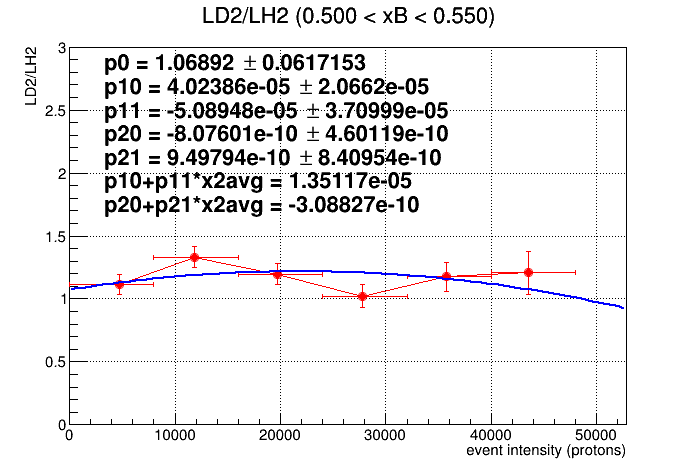 LD2/LH2 (0.500 < xB < 0.550)
LD2/LH2
3
2.5
2
1.5
1
0.5
0
p0 = 1.06892 ± 0.0617153
p10 = 4.02386e-05 ± 2.0662e-05
p11 = -5.08948e-05 ± 3.70999e-05
p20 = -8.07601e-10 ± 4.60119e-10
p21 = 9.49794e-10 ± 8.40954e-10
p10+p11*x2avg = 1.35117e-05
p20+p21*x2avg = -3.08827e-10
0 10000 20000 30000 40000 50000
event intensity (protons)